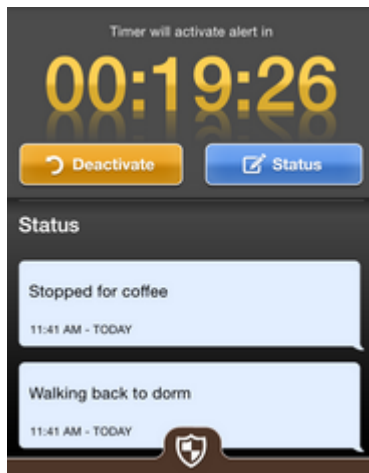 Timer will activate alert in
00:19:26
Deactivate
Status
Status
Stopped for coffee
11:41 AM - TODAY
Walking back to dorm
11:41 AM - TODAY